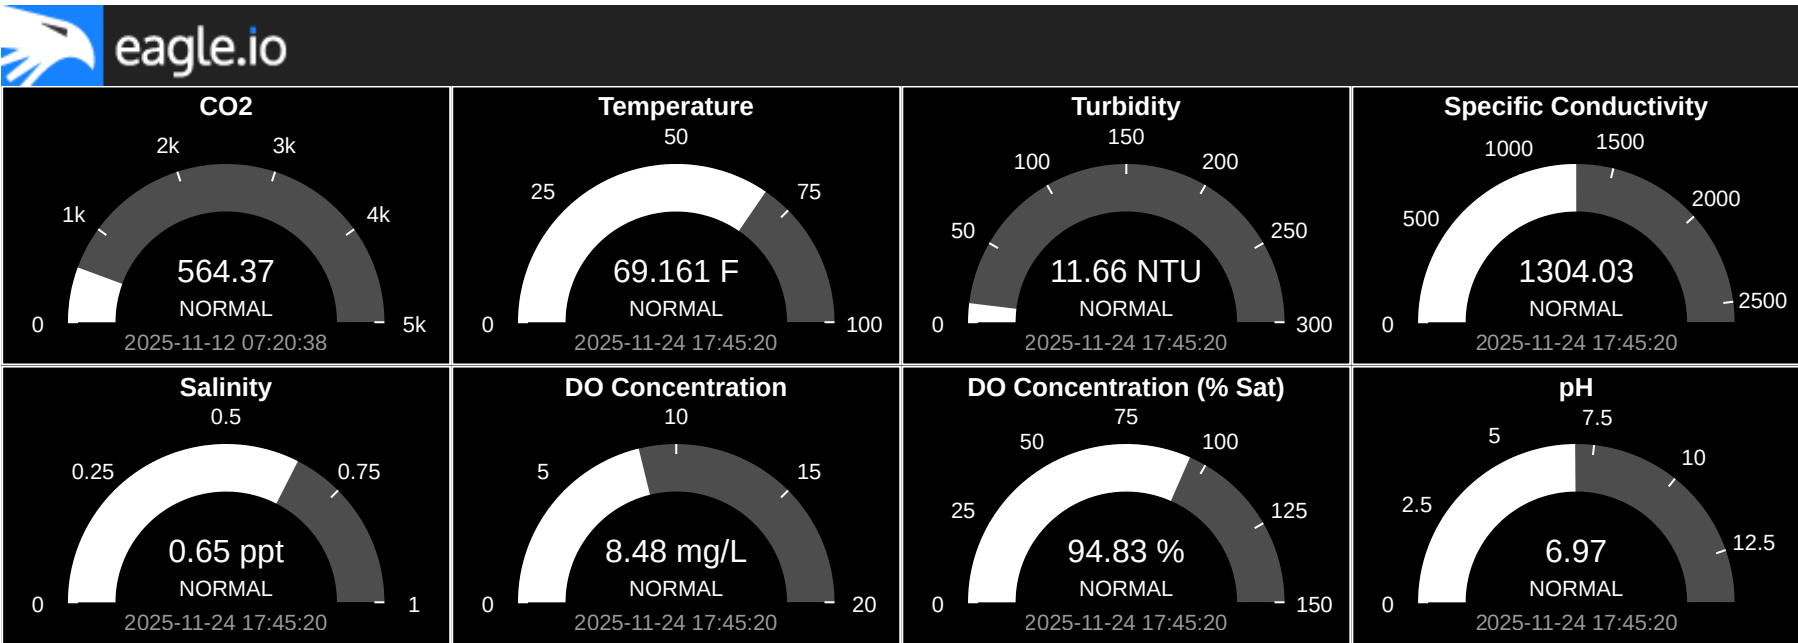 eagle.io
CO2
2k 3k
1k 4k
564.37
NORMAL
0 5k
2025-11-12 07:20:38
Temperature
50
25 75
69.161 F
NORMAL
0 100
2025-11-24 17:45:20
Turbidity
150
100 200
50 250
11.66 NTU
NORMAL
0 300
2025-11-24 17:45:20
Specific Conductivity
1000 1500
500 2000
1304.03
2500
NORMAL
0
2025-11-24 17:45:20
Salinity
0.5
0.25 0.75
0.65 ppt
NORMAL
0 1
2025-11-24 17:45:20
DO Concentration
10
5 15
8.48 mg/L
NORMAL
0 20
2025-11-24 17:45:20
DO Concentration (% Sat)
75
50 100
25 125
94.83 %
NORMAL
0 150
2025-11-24 17:45:20
pH
7.5
5 10
2.5 12.5
6.97
NORMAL
0
2025-11-24 17:45:20